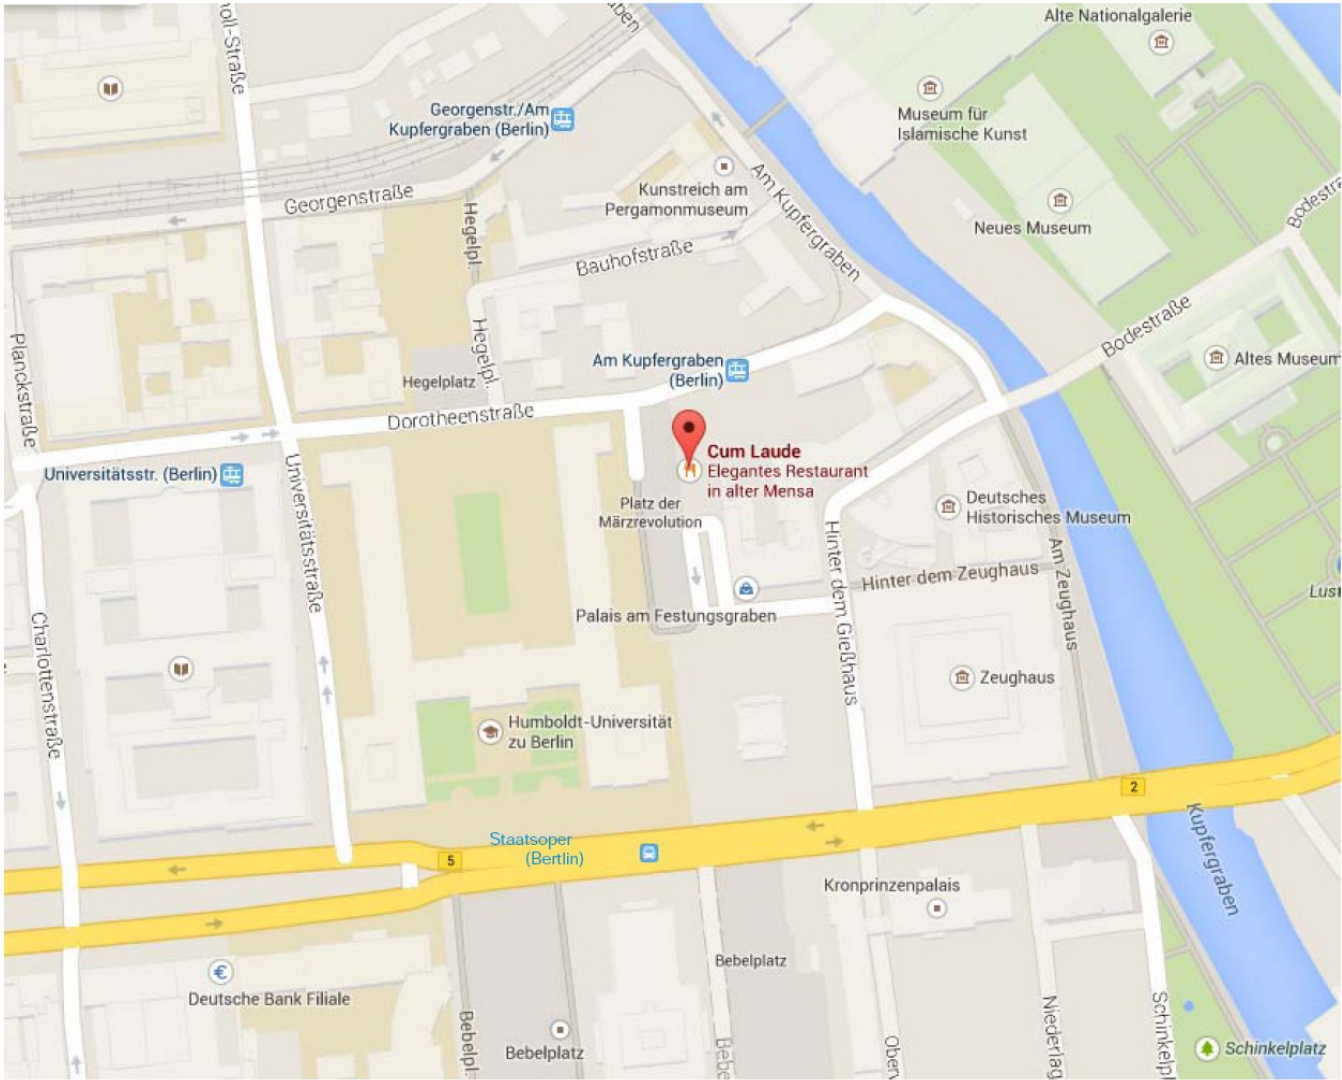 Alte Nationalgalerie
Museum für
Islamische Kunst
Georgenstr./Am
Kupfergraben (Berlin)
Kunstreich am
Pergamonmuseum
Am Kupfergraben
Georgenstraße
Hegelpl.
Bauhofstraße
Neues Museum
Bodestraße
Altes Museum
Planckstraße
Hegelpl.
Hegelplatz
Am Kupfergraben
(Berlin)
Dorotheenstraße
Universitätsstr. (Berlin)
Universitätsstraße
Cum Laude
Elegantes Restaurant
in alter Mensa
Platz der
Märzrevolution
Deutsches
Historisches Museum
Hinter dem Gießhaus
Hinter dem Zeughaus
Am Zeughaus
Palais am Festungsgraben
Charlottenstraße
Zeughaus
Humboldt-Universität
zu Berlin
2
Staatsoper
(Bertlin)
5
Kupfergraben
Kronprinzenpalais
Deutsche Bank Filiale
€
Bebelplatz
Bebelplatz
Bebelpl.
Bebe
Oberw
Niederlag
Schinkelpl
Schinkelplatz